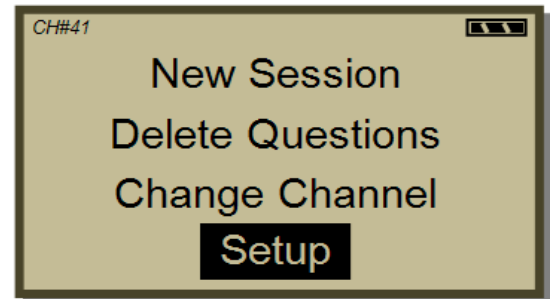 CH#41
New Session
Delete Questions
Change Channel
Setup